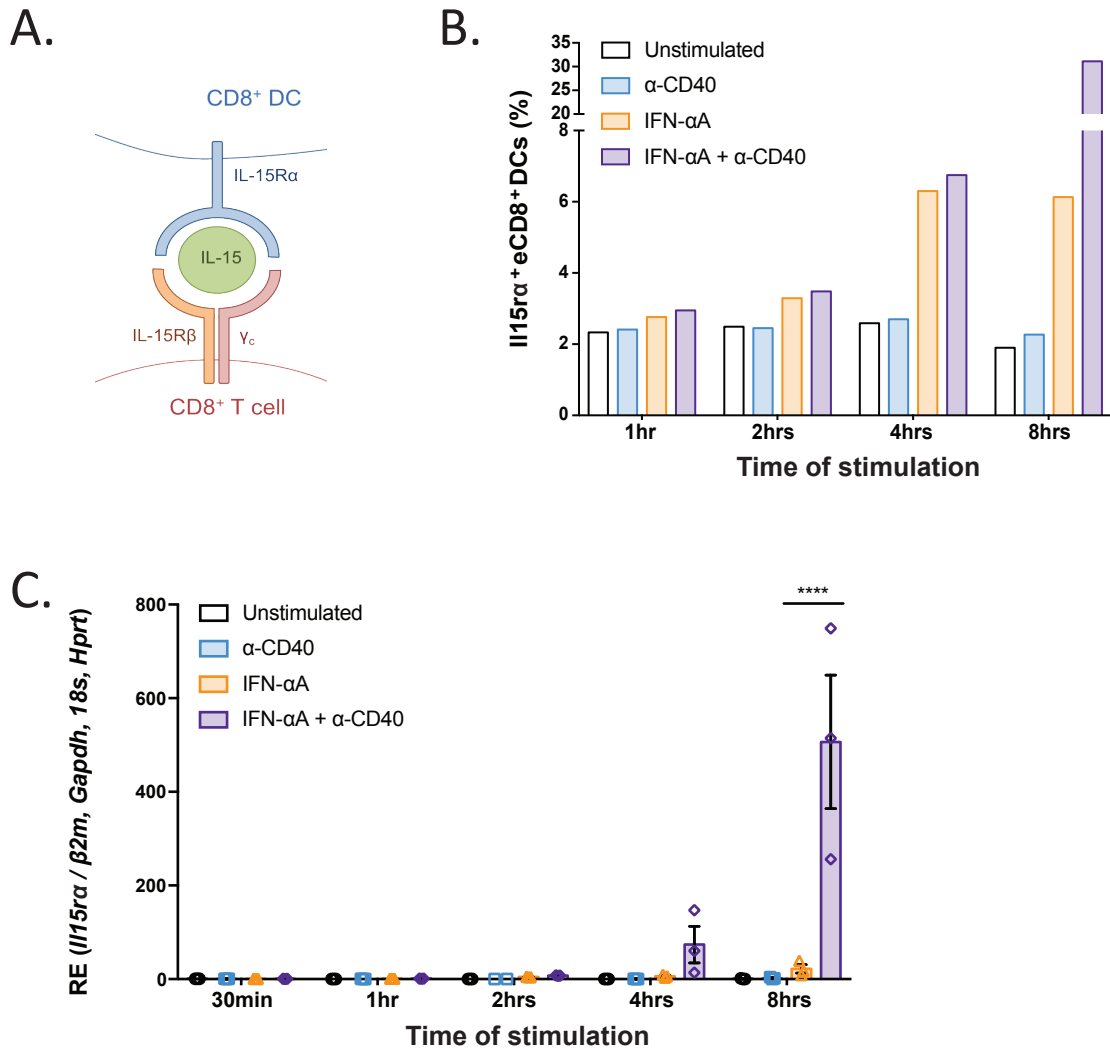 A.
CD8⁺ DC
IL-15Rα
IL-15
IL-15Rβ
γc
CD8⁺ T cell
B.
Il15rα⁺eCD8⁺DCs (%)
35
30
25
20
8
6
4
2
0
Unstimulated
α-CD40
IFN-αA
IFN-αA + α-CD40
1hr 2hrs 4hrs 8hrs
Time of stimulation
C.
RE (Il15rα / β2m, Gapdh, 18s, Hprt)
800
600
400
200
0
Unstimulated
α-CD40
IFN-αA
IFN-αA + α-CD40
****
30min 1hr 2hrs 4hrs 8hrs
Time of stimulation